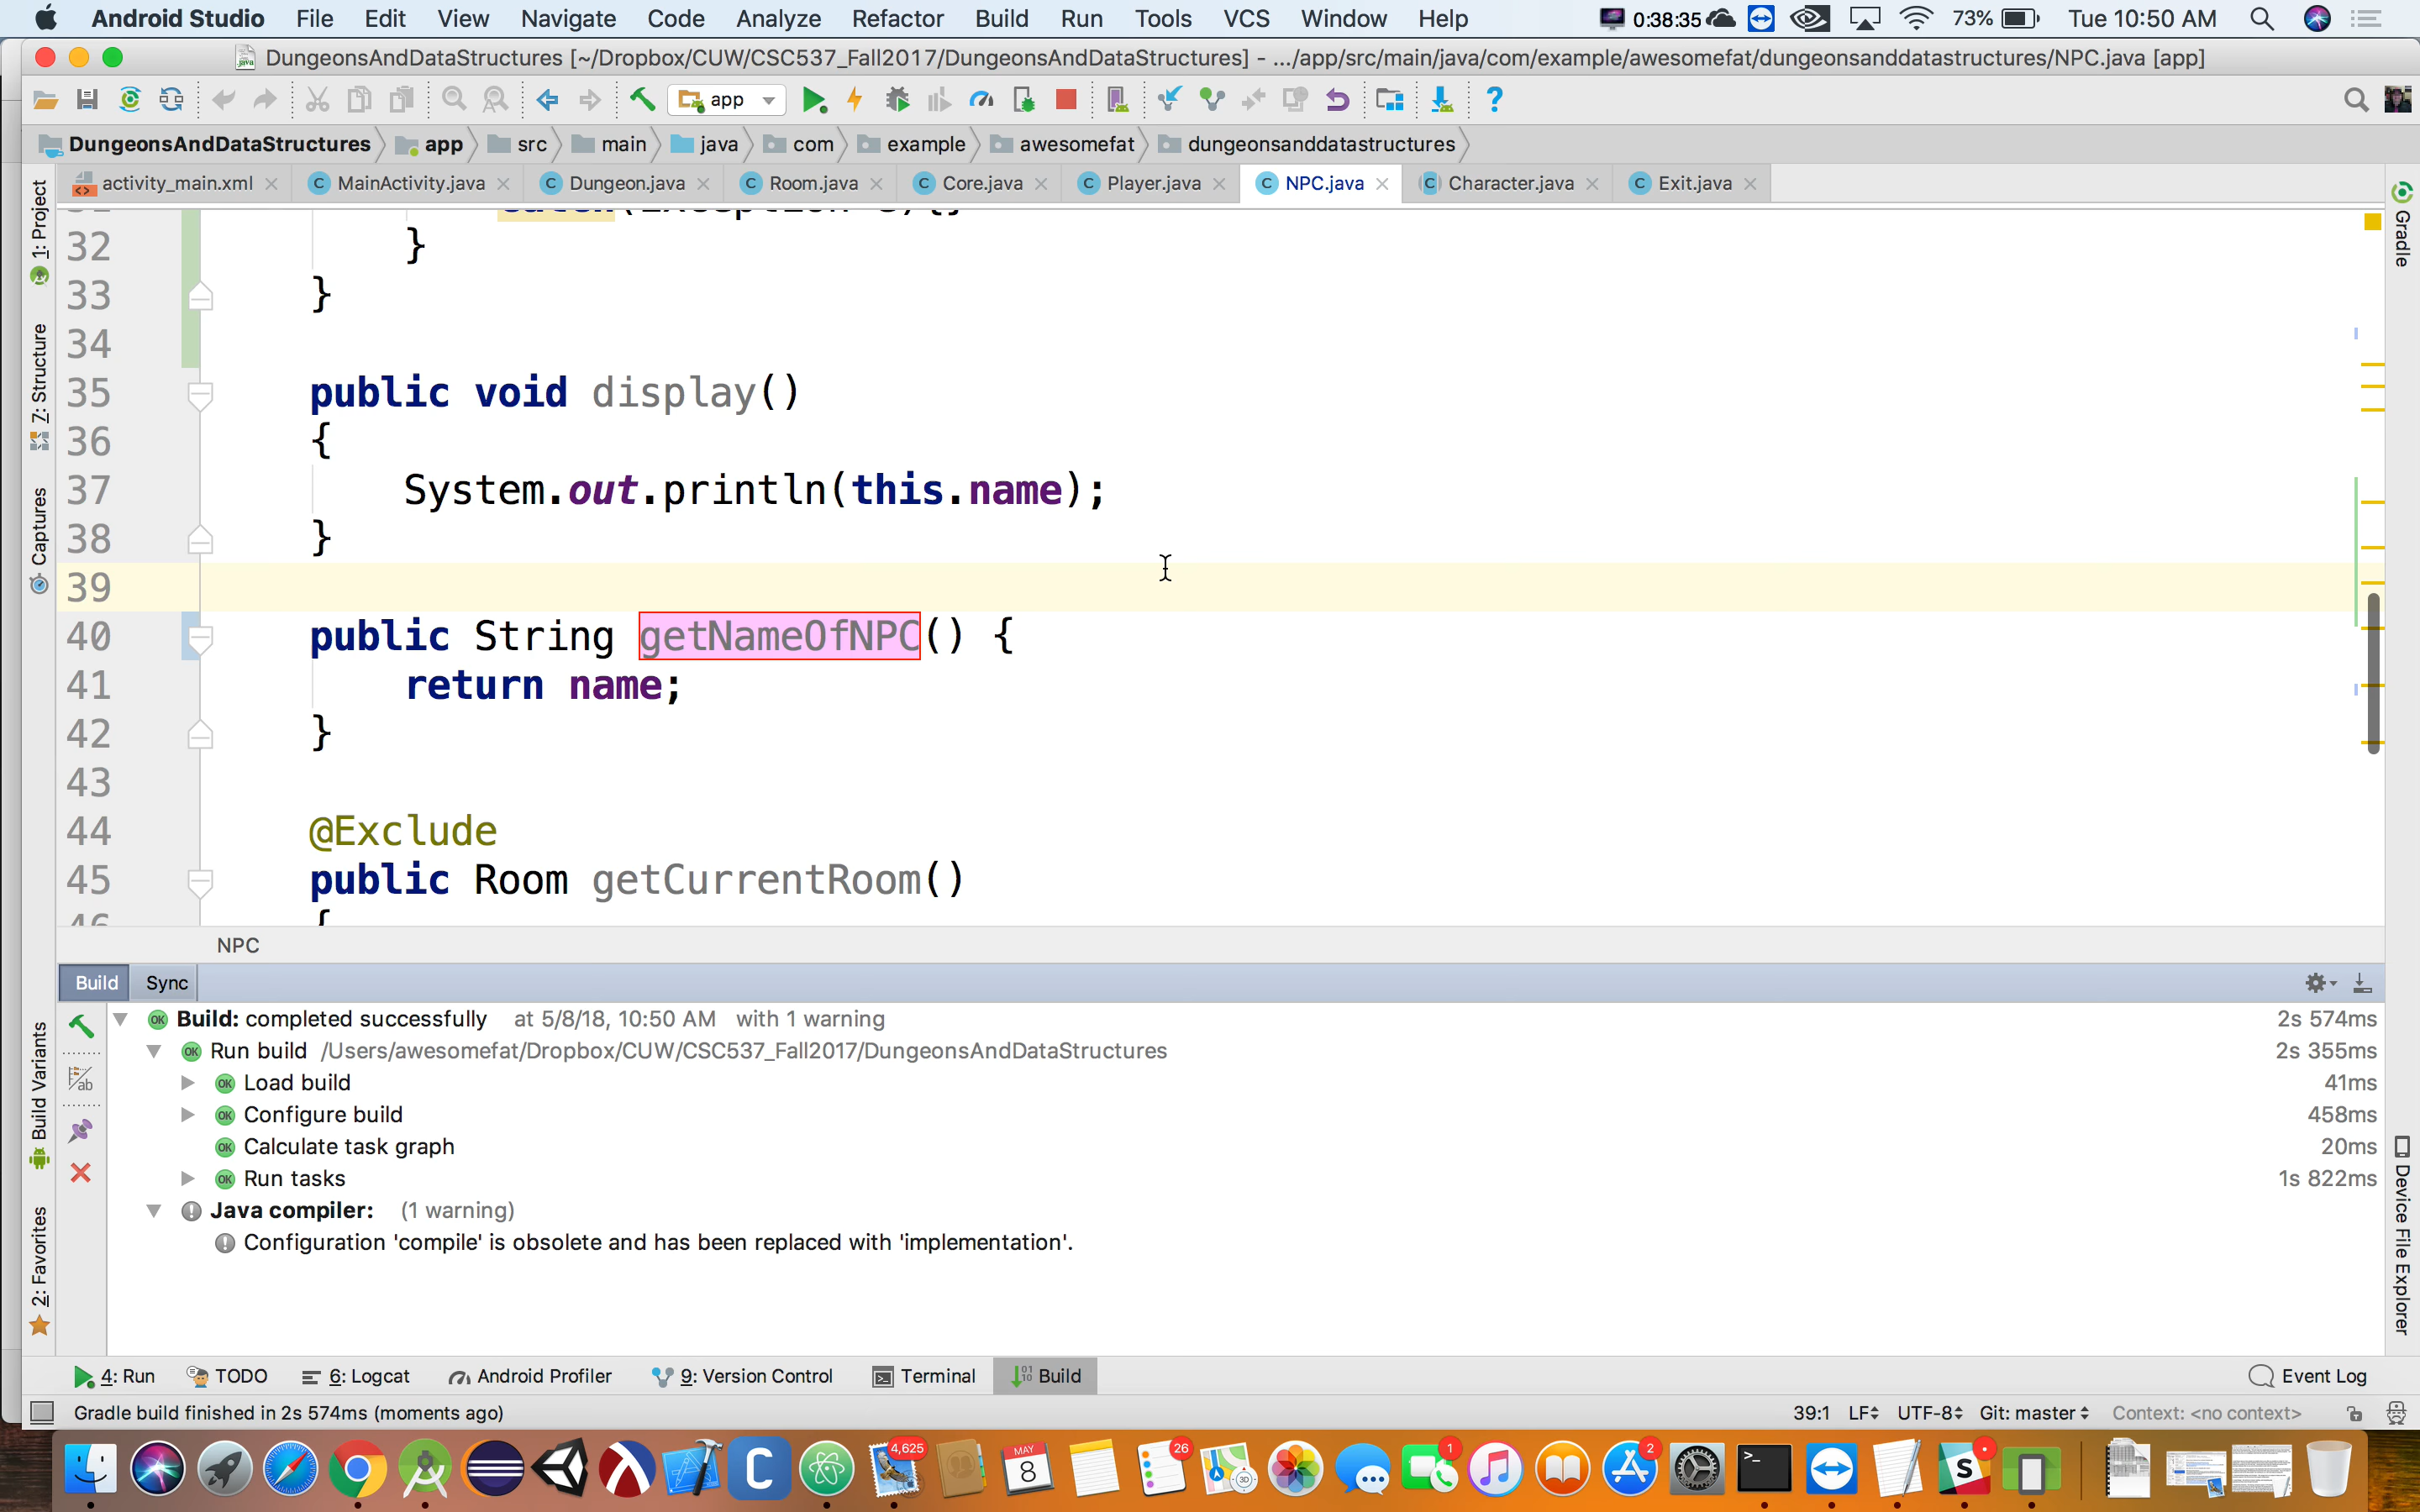 Android Studio File Edit View Navigate Code Analyze Refactor Build Run Tools VCS Window Help 0:38:35 73% Tue 10:50 AM
DungeonsAndDataStructures [~/Dropbox/CUW/CSC537_Fall2017/DungeonsAndDataStructures] - .../app/src/main/java/com/example/awesomefat/dungeonsanddatastructures/NPC.java [app]
app
DungeonsAndDataStructures app src main java com example awesomefat dungeonsanddatastructures
activity_main.xml MainActivity.java Dungeon.java Room.java Core.java Player.java NPC.java Character.java Exit.java
1: Project
Z: Structure
Captures
Build Variants
2: Favorites
Gradle
Device File Explorer
32 }
33 }
34
35 public void display()
36 {
37 System.out.println(this.name);
38 }
39
40 public String getNameOfNPC() {
41 return name;
42 }
43
44 @Exclude
45 public Room getCurrentRoom()
46 {
NPC
Build Sync
Build: completed successfully at 5/8/18, 10:50 AM with 1 warning 2s 574ms
Run build /Users/awesomefat/Dropbox/CUW/CSC537_Fall2017/DungeonsAndDataStructures 2s 355ms
Load build 41ms
Configure build 458ms
Calculate task graph 20ms
Run tasks 1s 822ms
Java compiler: (1 warning)
Configuration 'compile' is obsolete and has been replaced with 'implementation'.
4: Run TODO 6: Logcat Android Profiler 9: Version Control Terminal Build Event Log
Gradle build finished in 2s 574ms (moments ago) 39:1 LF UTF-8 Git: master Context: <no context>
4,625 MAY 8 26 3D 1 2